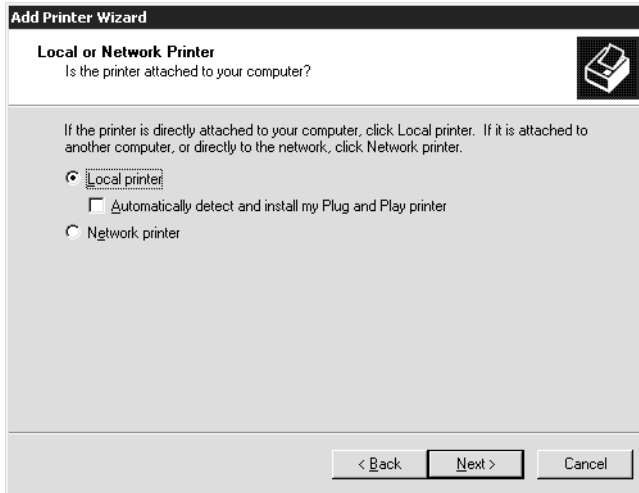 Add Printer Wizard
Local or Network Printer
Is the printer attached to your computer?
If the printer is directly attached to your computer, click Local printer. If it is attached to
another computer, or directly to the network, click Network printer.
Local printer
Automatically detect and install my Plug and Play printer
Network printer
< Back Next > Cancel